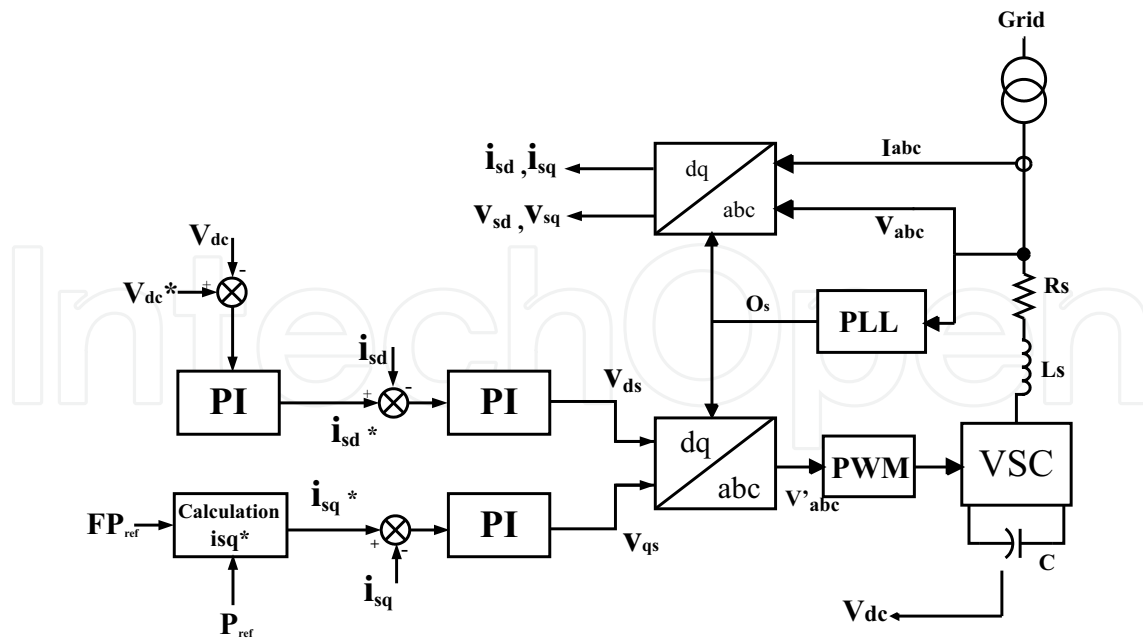 Grid
dq
abc
Iabc
isd ,isq
vsd ,vsq
Vabc
Vdc
-
Vdc*
+
IntechOpen
Os
PLL
Rs
Ls
isd
PI
+
-
isd *
PI
vds
dq
abc
V'abc
PWM
VSC
FPref
Calculation
isq*
isq *
+
-
isq
PI
vqs
Pref
C
Vdc